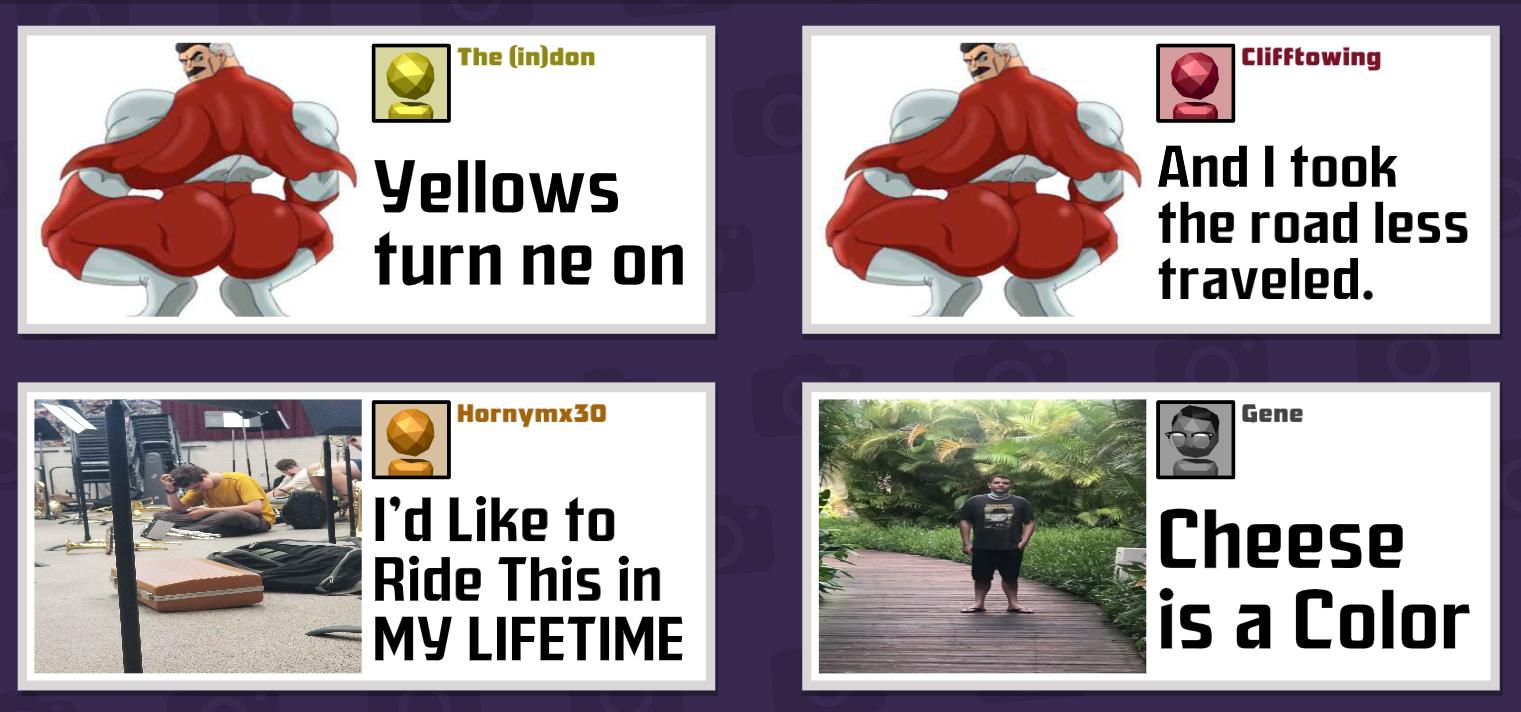 The (in)don
Yellows
turn ne on
Clifftowing
And I took
the road less
traveled.
Hornymx30
I'd Like to
Ride This in
MY LIFETIME
Gene
Cheese
is a Color